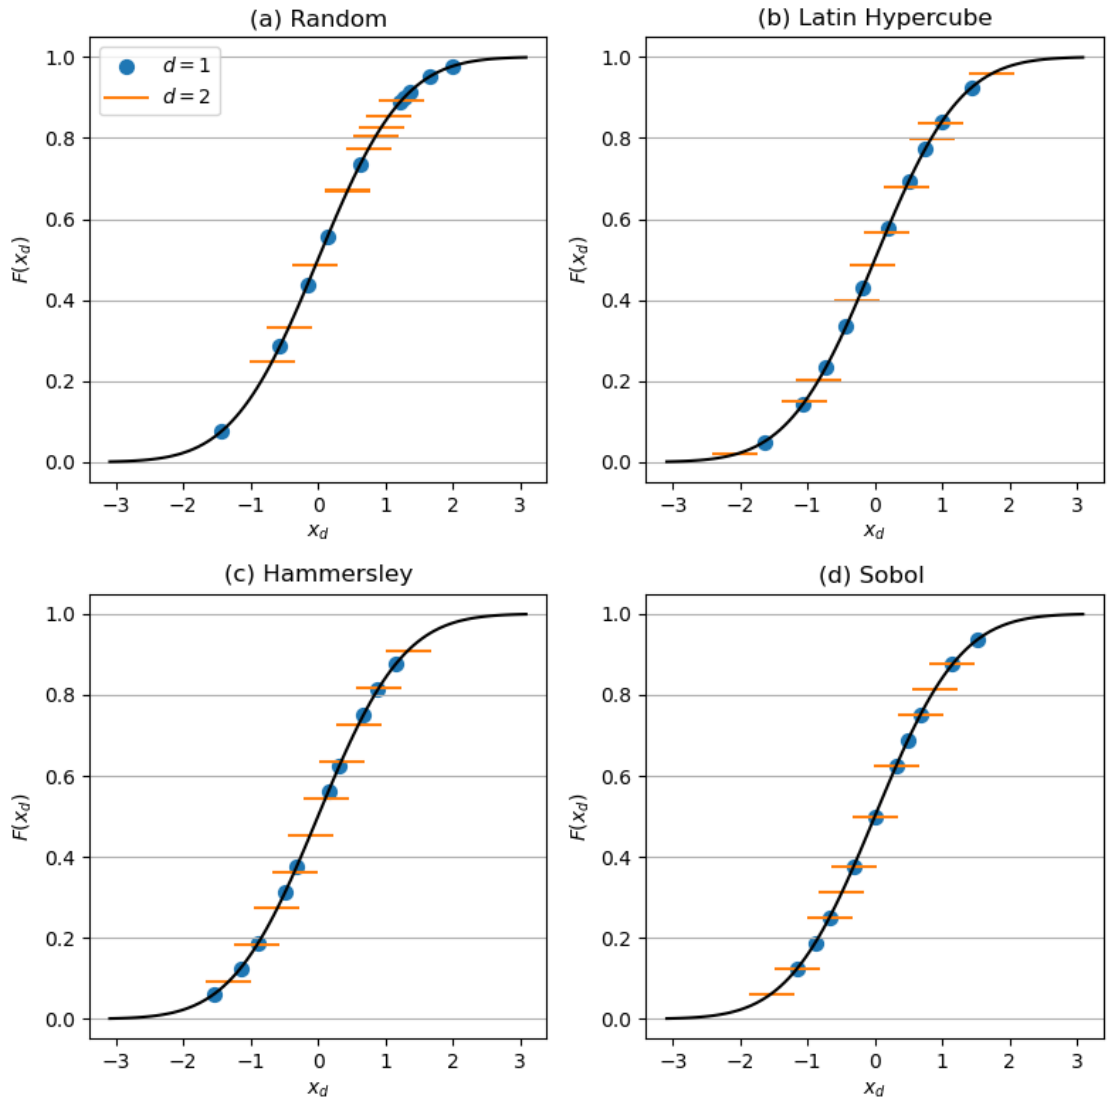 (a) Random
(b) Latin Hypercube
d = 1
d = 2
1.0
0.8
0.6
0.4
0.2
0.0
F(x_d)
−3 −2 −1 0 1 2 3
x_d
1.0
0.8
0.6
0.4
0.2
0.0
F(x_d)
−3 −2 −1 0 1 2 3
x_d
(c) Hammersley
(d) Sobol
1.0
0.8
0.6
0.4
0.2
0.0
F(x_d)
−3 −2 −1 0 1 2 3
x_d
1.0
0.8
0.6
0.4
0.2
0.0
F(x_d)
−3 −2 −1 0 1 2 3
x_d